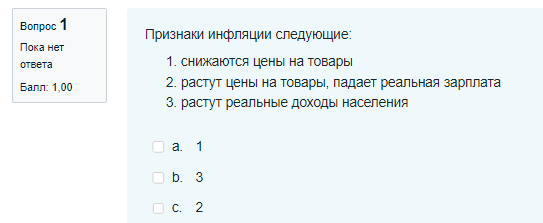 Вопрос 1
Пока нет
ответа
Балл: 1,00
Признаки инфляции следующие:
1. снижаются цены на товары
2. растут цены на товары, падает реальная зарплата
3. растут реальные доходы населения
a. 1
b. 3
c. 2